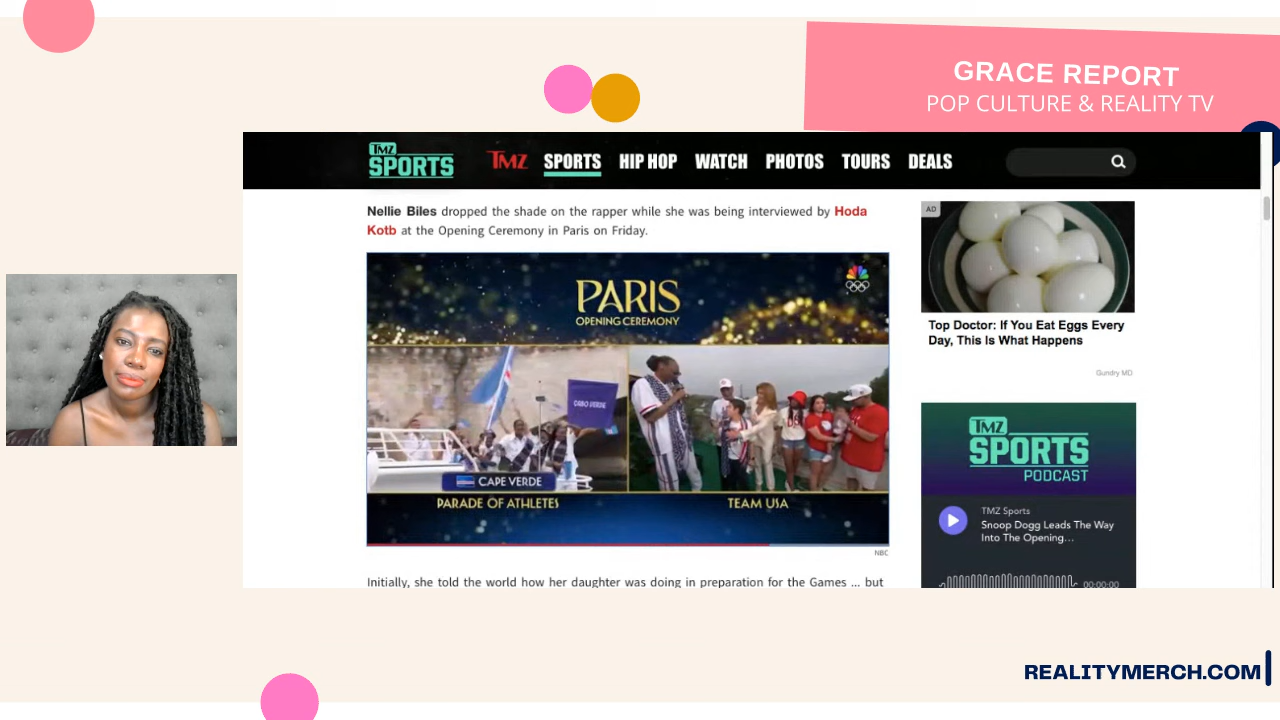 GRACE REPORT
POP CULTURE & REALITY TV
TMZ
SPORTS
TMZ SPORTS HIP HOP WATCH PHOTOS TOURS DEALS
Nellie Biles dropped the shade on the rapper while she was being interviewed by Hoda
Kotb at the Opening Ceremony in Paris on Friday.
PARIS
OPENING CEREMONY
CABO VERDE
CAPE VERDE
PARADE OF ATHLETES
TEAM USA
NBC
Initially, she told the world how her daughter was doing in preparation for the Games ... but
AD
Top Doctor: If You Eat Eggs Every
Day, This Is What Happens
Gundry MD
TMZ
SPORTS
PODCAST
TMZ Sports
Snoop Dogg Leads The Way
Into The Opening...
00:00:00
REALITYMERCH.COM